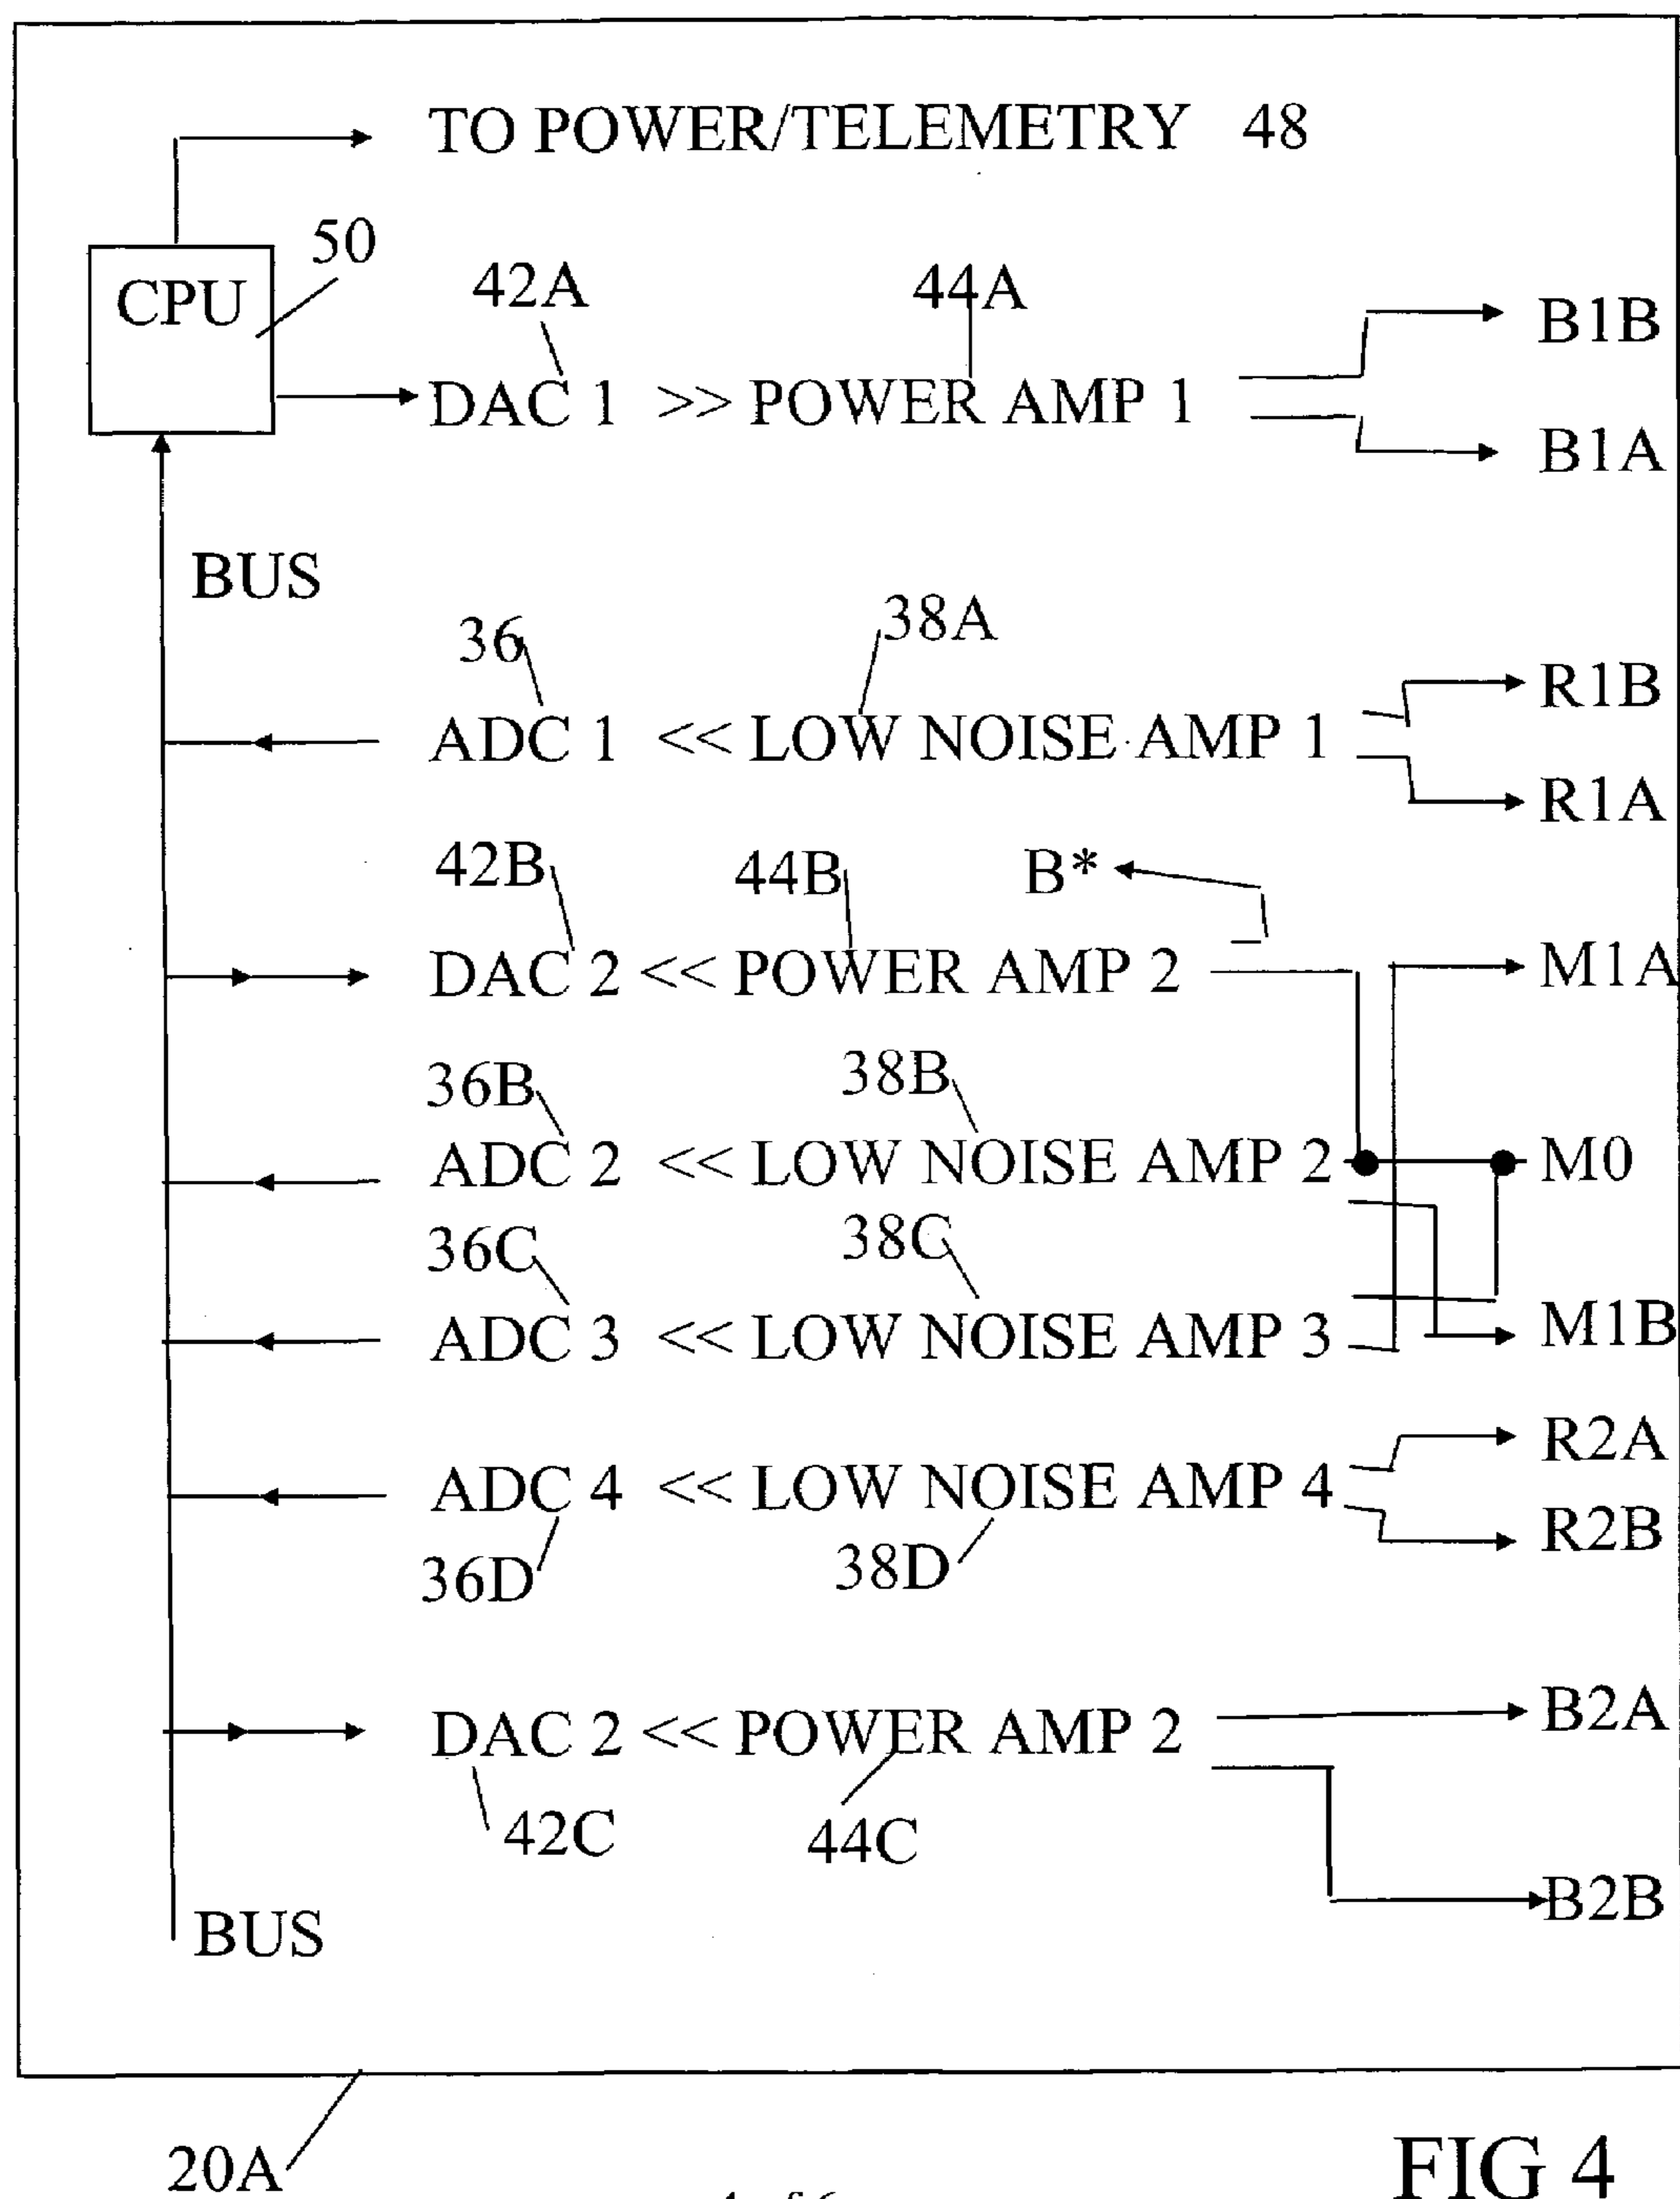 TO POWER/TELEMETRY 48
50
CPU
42A 44A
B1B
DAC 1 >> POWER AMP 1
B1A
BUS
36 38A
R1B
ADC 1 << LOW NOISE AMP 1
R1A
42B 44B B*
DAC 2 << POWER AMP 2 M1A
36B 38B
ADC 2 << LOW NOISE AMP 2 M0
36C 38C
ADC 3 << LOW NOISE AMP 3 M1B
R2A
ADC 4 << LOW NOISE AMP 4
R2B
36D 38D
B2A
DAC 2 << POWER AMP 2
42C 44C
B2B
BUS
20A
FIG 4
4 of 6